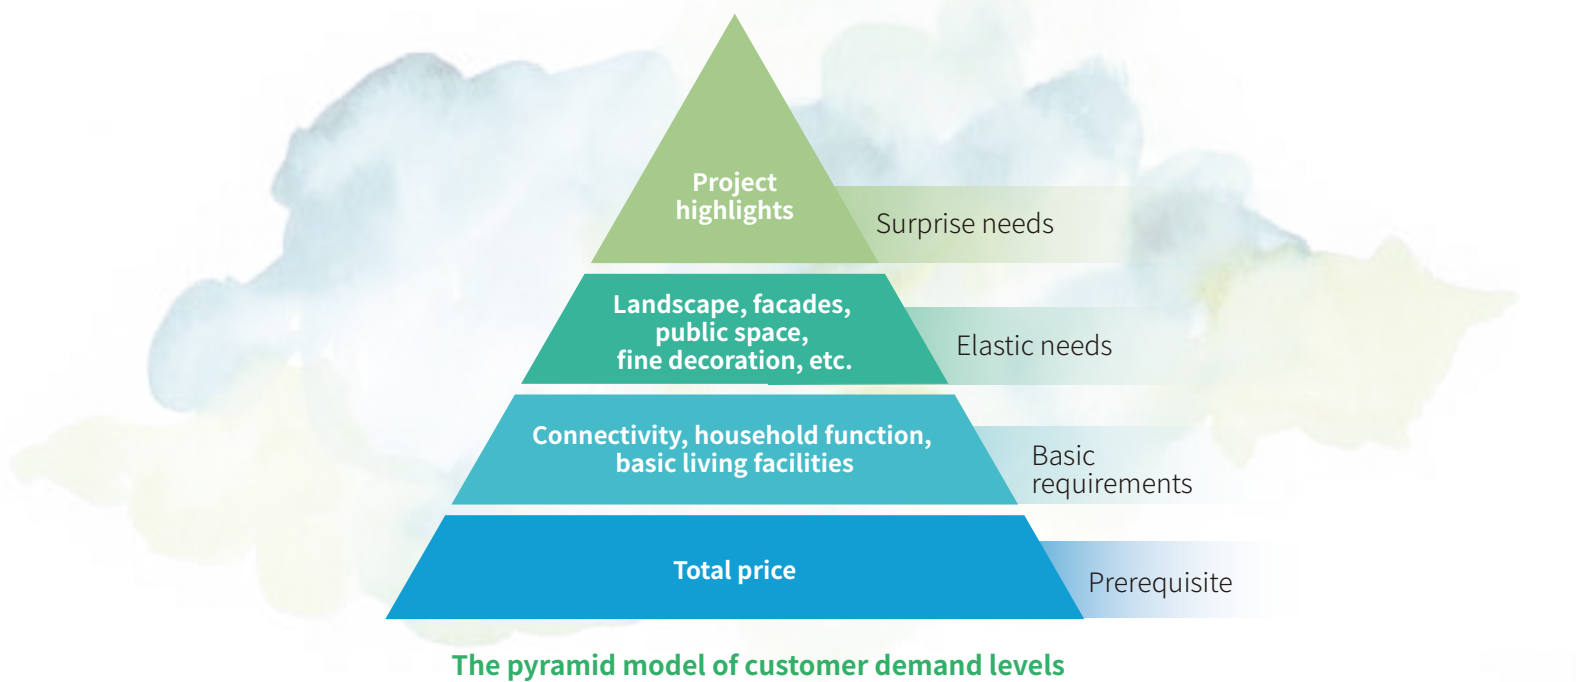 Project
highlights
Surprise needs
Landscape, facades,
public space,
fine decoration, etc.
Elastic needs
Connectivity, household function,
basic living facilities
Basic
requirements
Total price
Prerequisite
The pyramid model of customer demand levels